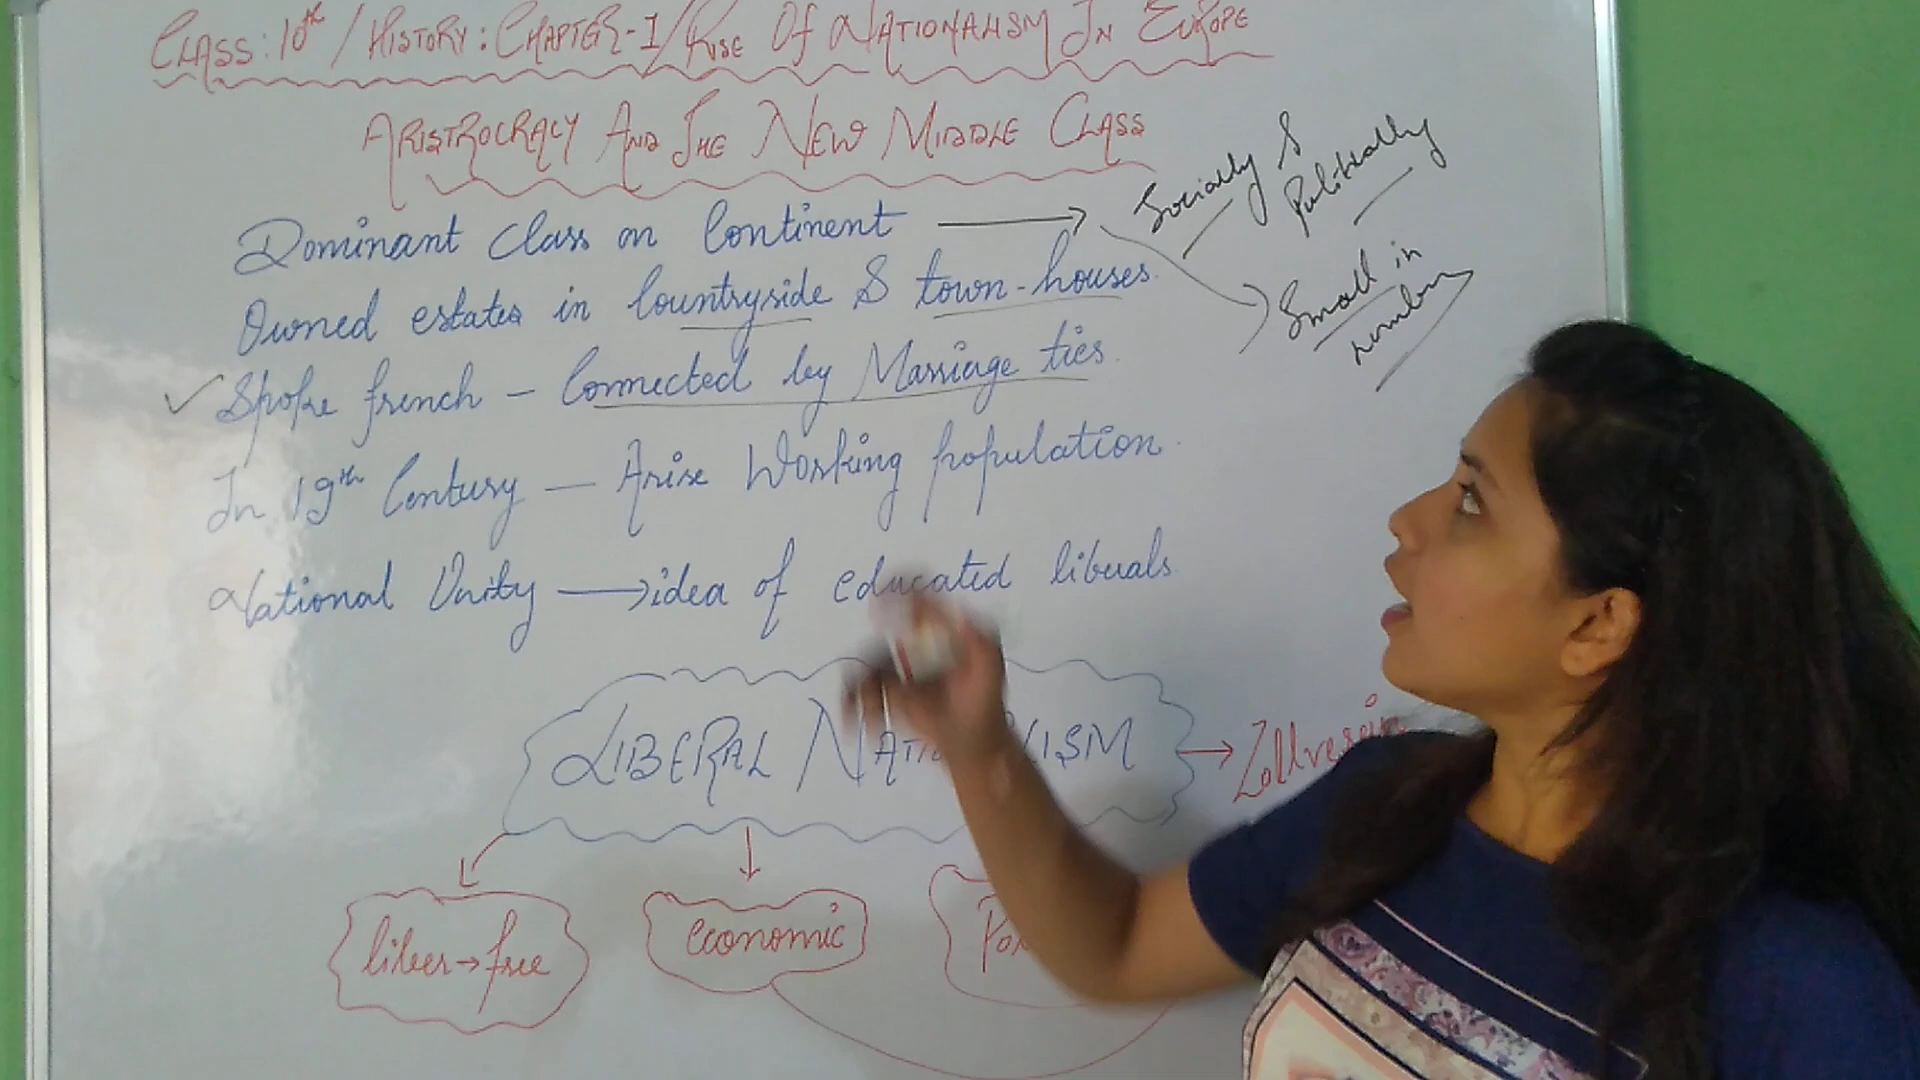 CLASS: 10th / HISTORY: CHAPTER-1 / RISE OF NATIONALISM IN EUROPE
ARISTROCRACY AND THE NEW MIDDLE CLASS
Dominant class on Continent → Socially & Politically
Small in number
Owned estates in Countryside & town-houses.
✓ Spoke french - Connected by Marriage ties.
In 19th Century — Arise Working population.
National Unity → idea of educated liberals
LIBERAL → Zollverein
liber → free
economic